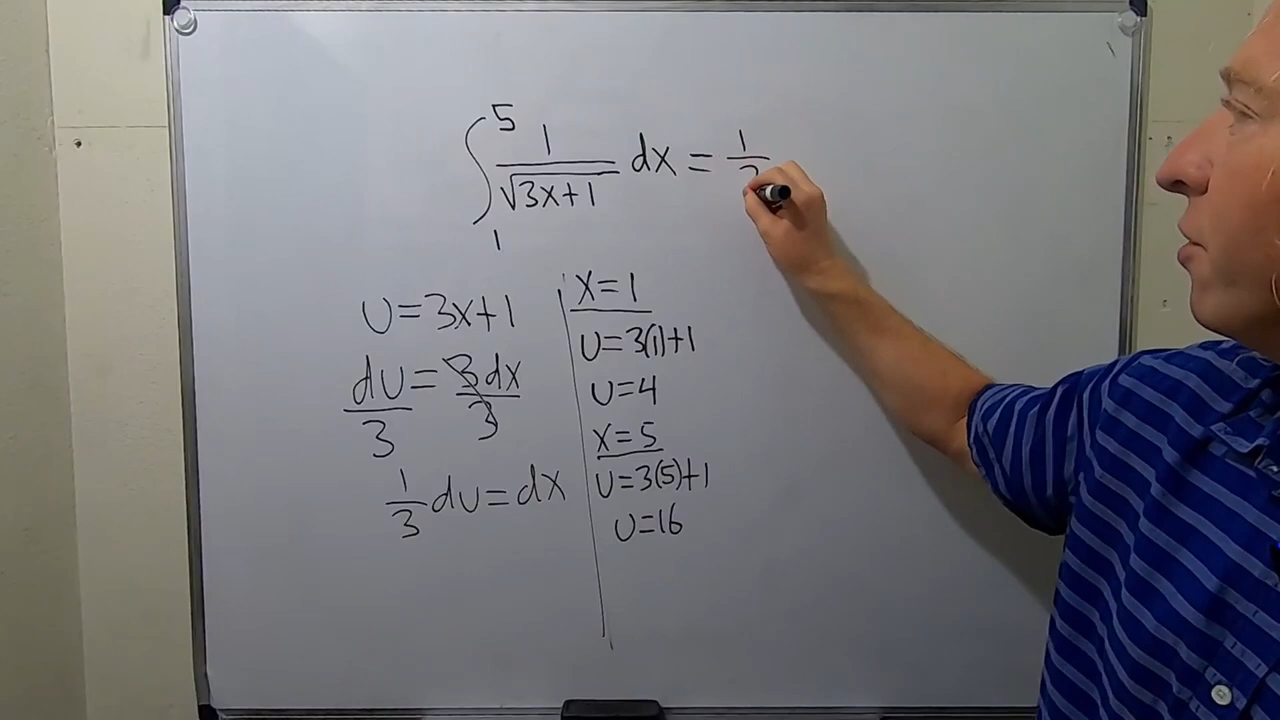 ∫₁⁵ 1/√(3x+1) dx = 1/
U=3x+1
dU/3 = 3dx/3
1/3 dU = dx
x=1
U=3(1)+1
U=4
x=5
U=3(5)+1
U=16